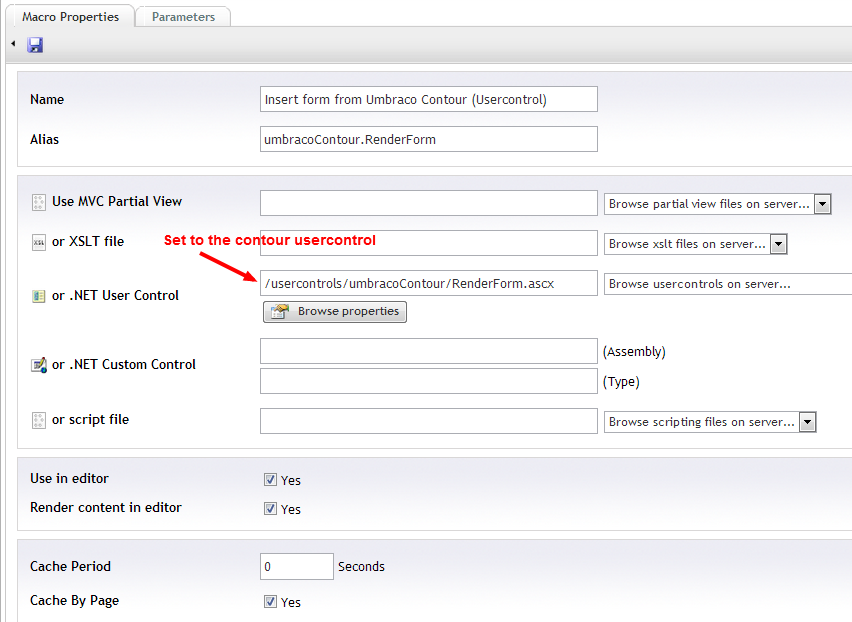 Macro Properties Parameters
Name Insert form from Umbraco Contour (Usercontrol)
Alias umbracoContour.RenderForm
Use MVC Partial View Browse partial view files on server...
XSL or XSLT file Set to the contour usercontrol Browse xslt files on server...
or .NET User Control /usercontrols/umbracoContour/RenderForm.ascx Browse usercontrols on server...
Browse properties
or .NET Custom Control (Assembly)
(Type)
or script file Browse scripting files on server...
Use in editor Yes
Render content in editor Yes
Cache Period 0 Seconds
Cache By Page Yes